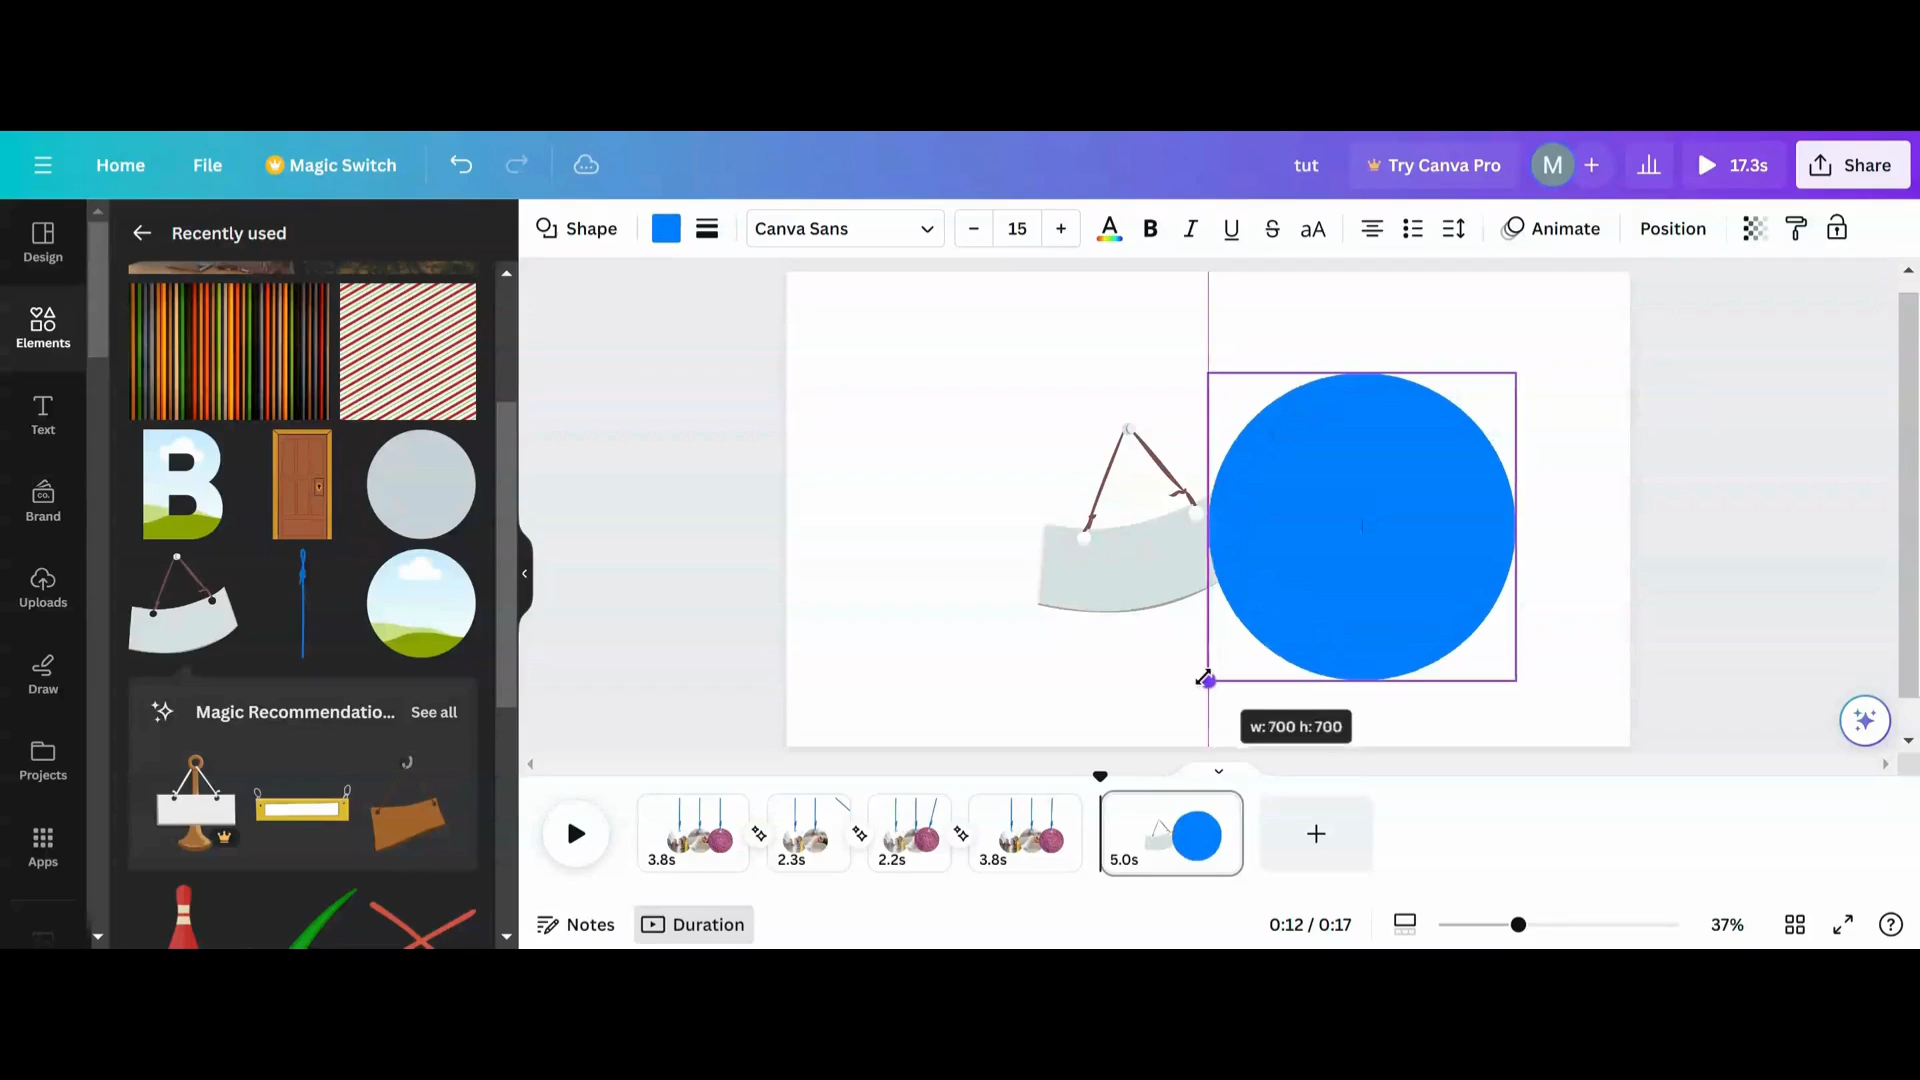 Home File Magic Switch tut Try Canva Pro M 17.3s Share
Design
Elements
Text
Brand
CO.
Uploads
Draw
Projects
Apps
Recently used
B
Magic Recommendatio... See all
Shape Canva Sans 15 A B I U S aA Animate Position
w: 700 h: 700
3.8s 2.3s 2.2s 3.8s 5.0s
Notes Duration 0:12 / 0:17 37%